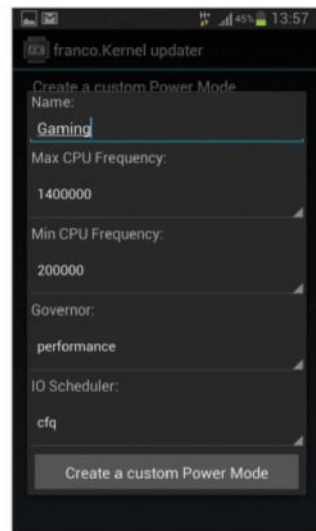 45% 13:57
franco.Kernel updater
Create a custom Power Mode
Name:
Gaming
Max CPU Frequency:
1400000
Min CPU Frequency:
200000
Governor:
performance
IO Scheduler:
cfq
Create a custom Power Mode